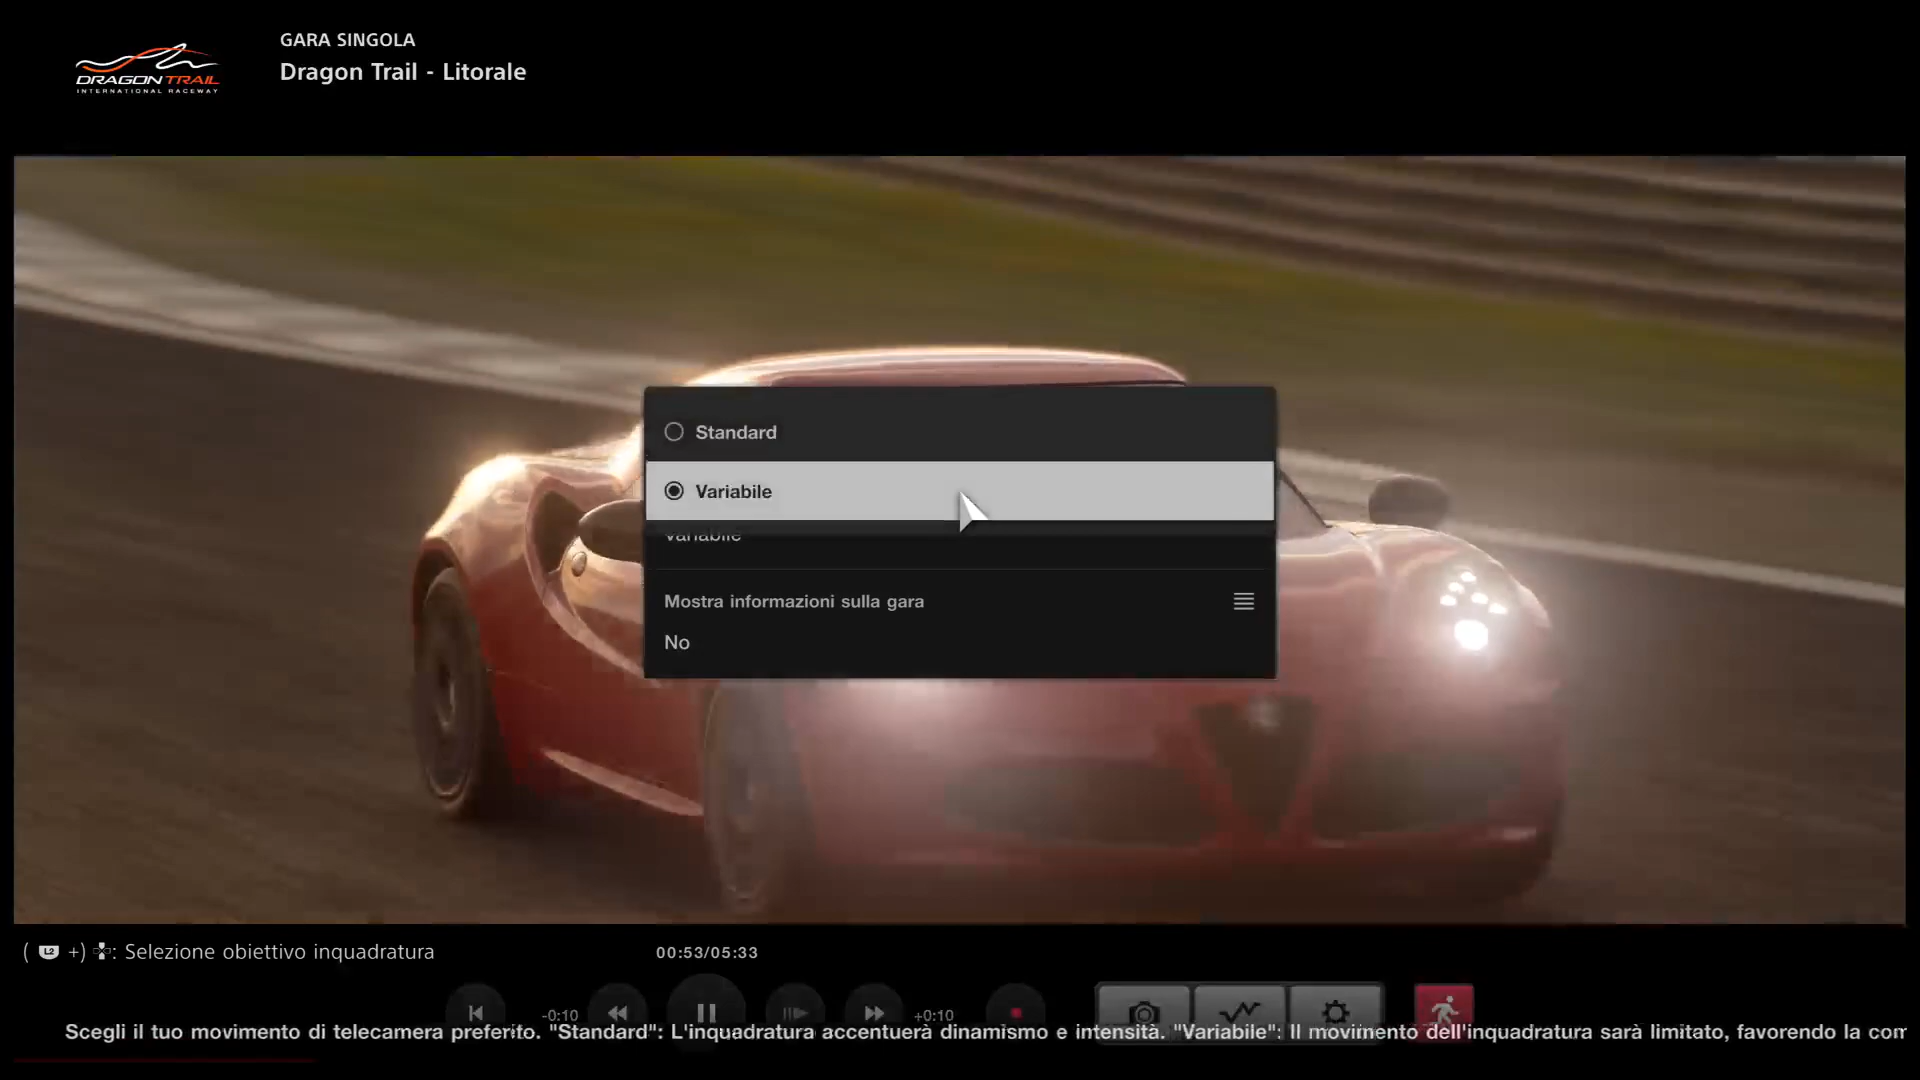 DRAGON TRAIL
INTERNATIONAL RACEWAY
GARA SINGOLA
Dragon Trail - Litorale
Standard
Variabile
Variabile
Mostra informazioni sulla gara
No
( L2 +) : Selezione obiettivo inquadratura
00:53/05:33
-0:10
+0:10
Scegli il tuo movimento di telecamera preferito. "Standard": L'inquadratura accentuerà dinamismo e intensità. "Variabile": Il movimento dell'inquadratura sarà limitato, favorendo la com